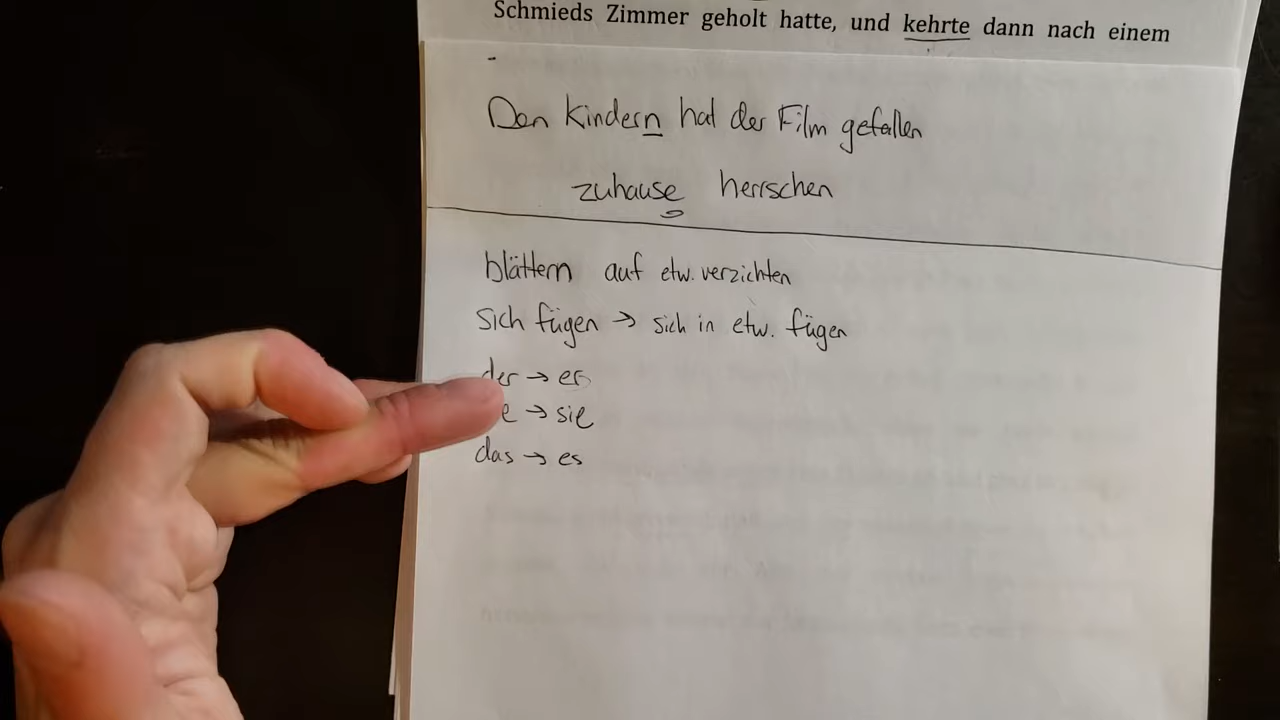 Schmieds Zimmer geholt hatte, und kehrte dann nach einem
-
Den Kindern hat der Film gefallen
zuhause herrschen
blättern auf etw. verzichten
sich fügen → sich in etw. fügen
der → er
e → sie
das → es